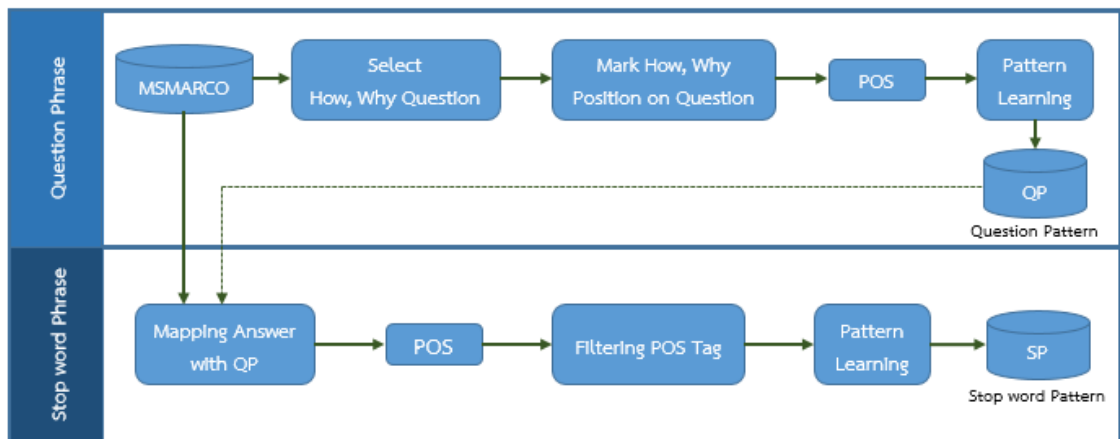 Question Phrase
MSMARCO
Select
How, Why Question
Mark How, Why
Position on Question
POS
Pattern
Learning
QP
Question Pattern
Stop word Phrase
Mapping Answer
with QP
POS
Filtering POS Tag
Pattern
Learning
SP
Stop word Pattern